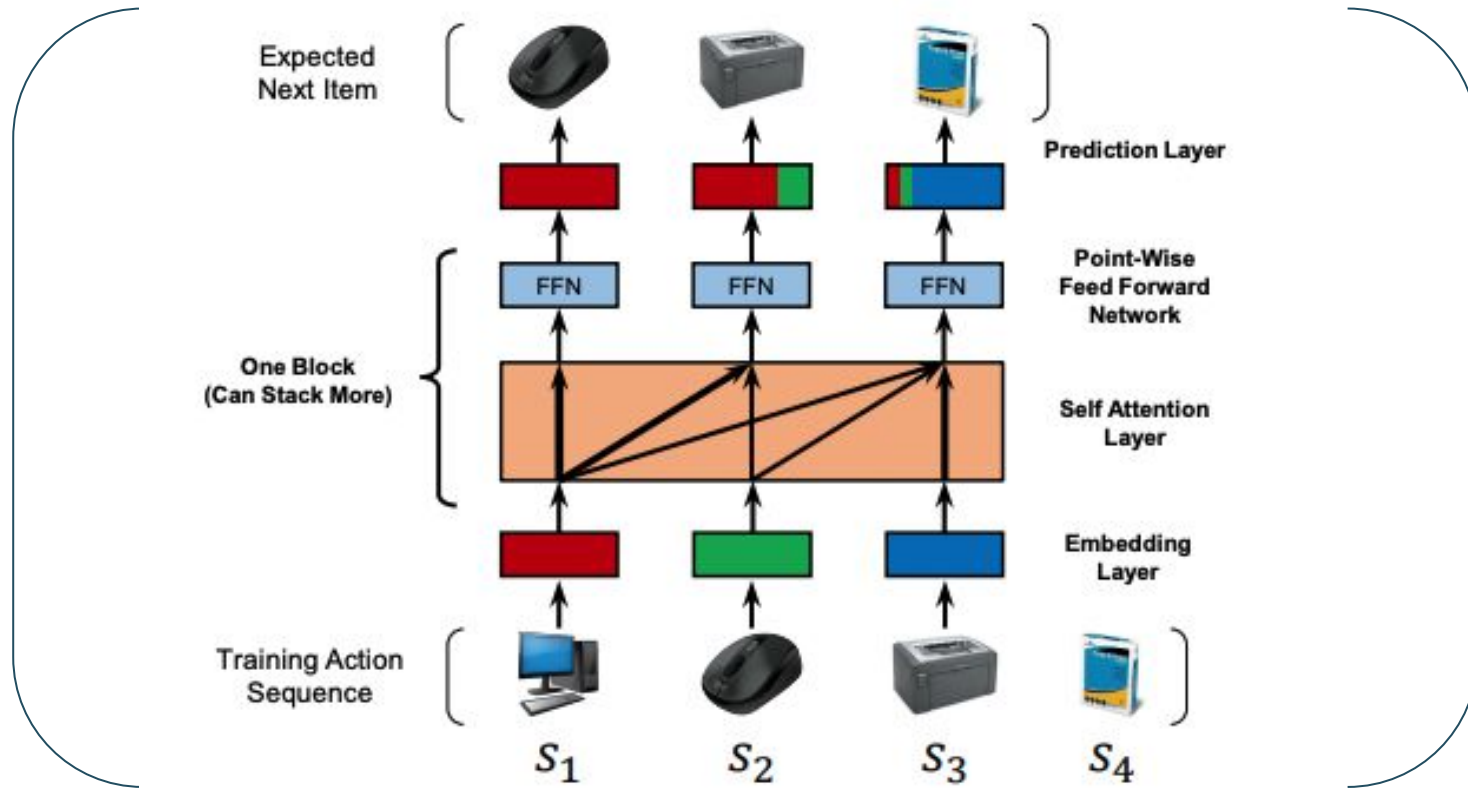 Expected
Next Item
Prediction Layer
Point-Wise
Feed Forward
Network
FFN
FFN
FFN
One Block
(Can Stack More)
Self Attention
Layer
Embedding
Layer
Training Action
Sequence
S₁
S₂
S₃
S₄